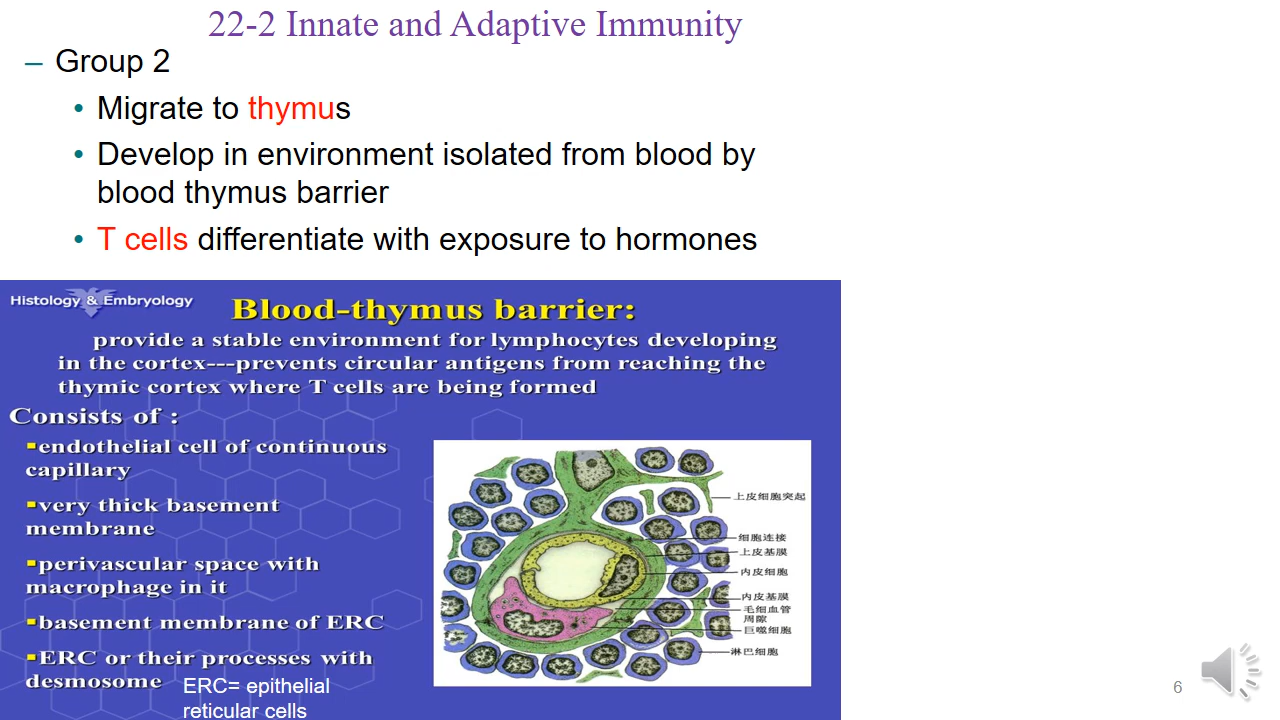 22-2 Innate and Adaptive Immunity
– Group 2
• Migrate to thymus
• Develop in environment isolated from blood by
blood thymus barrier
• T cells differentiate with exposure to hormones
Histology & Embryology
Blood-thymus barrier:
provide a stable environment for lymphocytes developing
in the cortex---prevents circular antigens from reaching the
thymic cortex where T cells are being formed
Consists of :
▪endothelial cell of continuous
capillary
▪very thick basement
membrane
▪perivascular space with
macrophage in it
▪basement membrane of ERC
▪ERC or their processes with
desmosome
ERC= epithelial
reticular cells
上皮细胞突起
细胞连接
上皮基膜
内皮细胞
内皮基膜
毛细血管
周隙
巨噬细胞
淋巴细胞
6